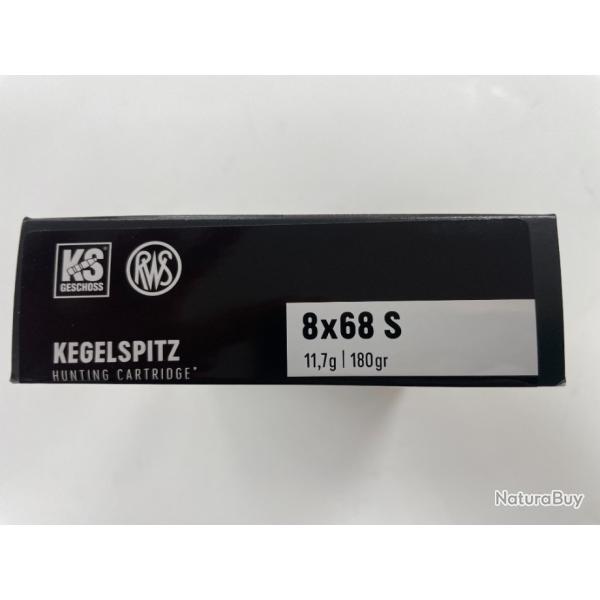 KS
GESCHOSS
RWS
KEGELSPITZ
HUNTING CARTRIDGE*
8x68 S
11,7g | 180gr
NaturaBuy